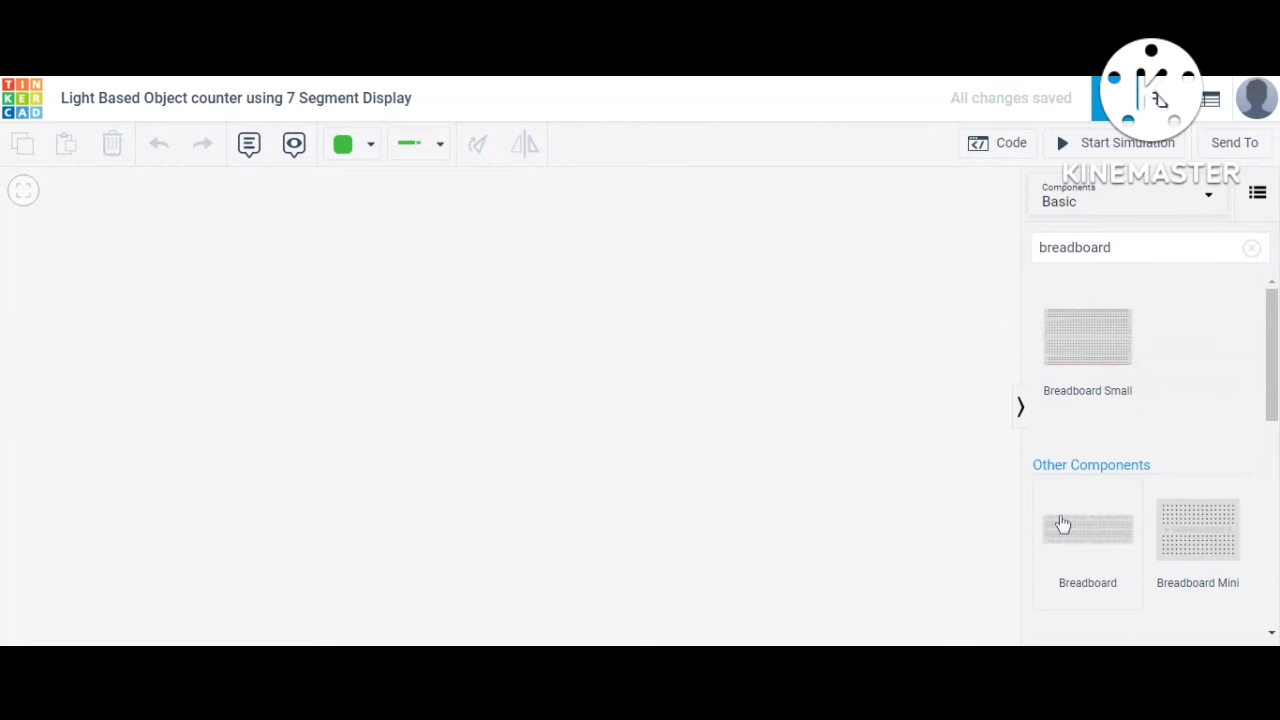 TIN
KER
CAD
Light Based Object counter using 7 Segment Display
All changes saved
Code
Start Simulation
Send To
KINEMASTER
Components
Basic
breadboard
Breadboard Small
Other Components
Breadboard
Breadboard Mini